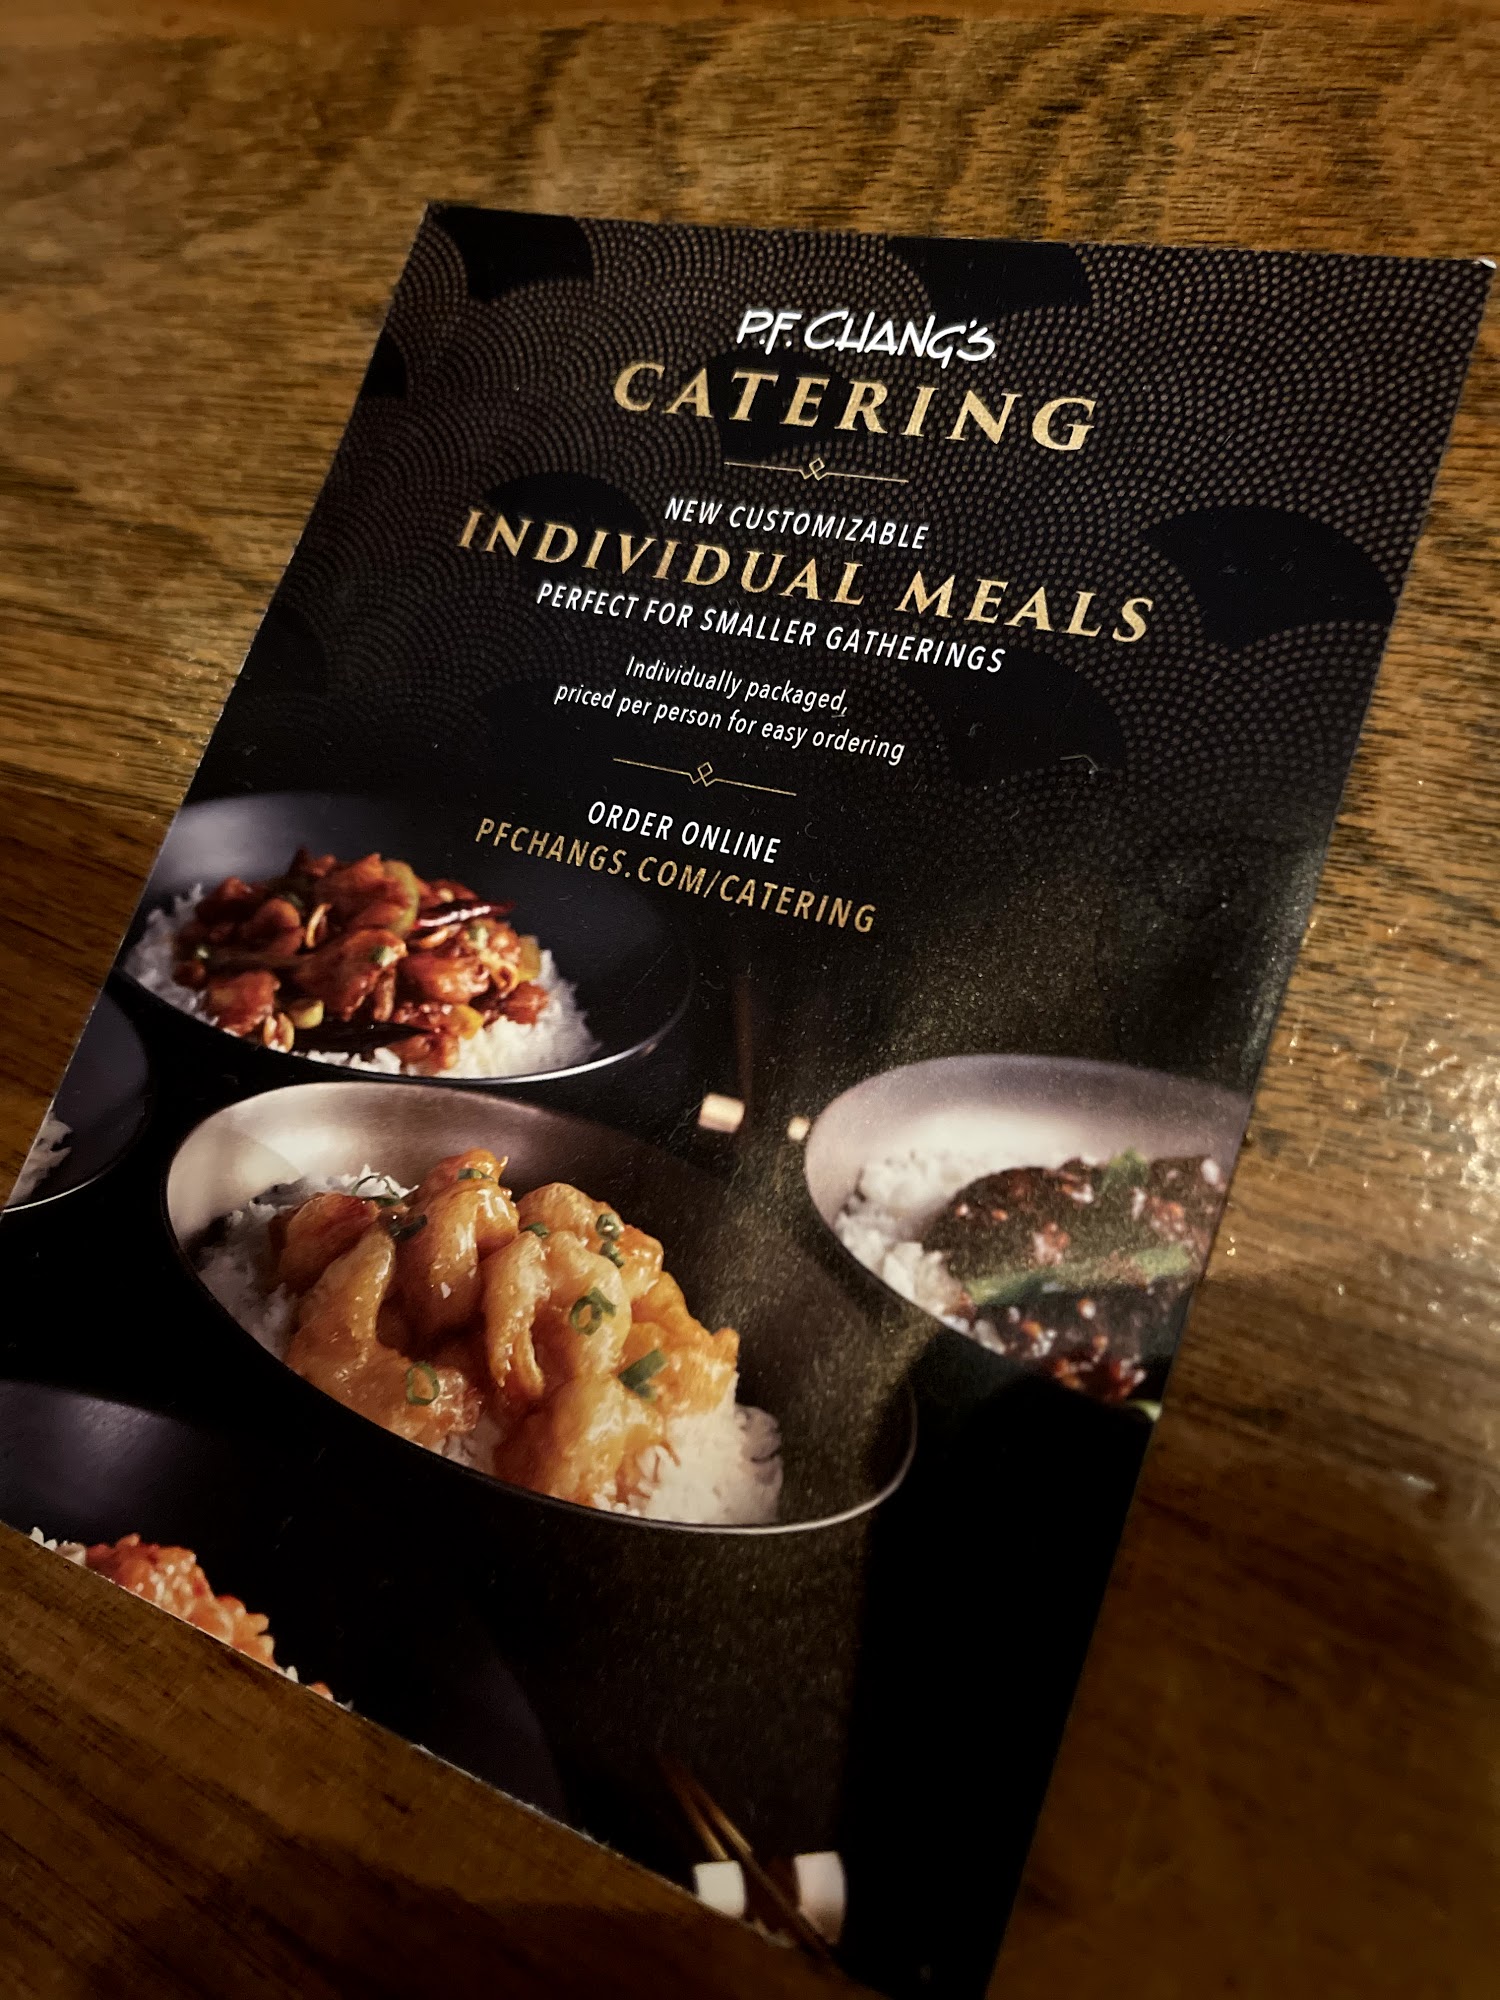 P.F. CHANG'S
CATERING
NEW CUSTOMIZABLE
INDIVIDUAL MEALS
PERFECT FOR SMALLER GATHERINGS
Individually packaged,
priced per person for easy ordering
ORDER ONLINE
PFCHANGS.COM/CATERING